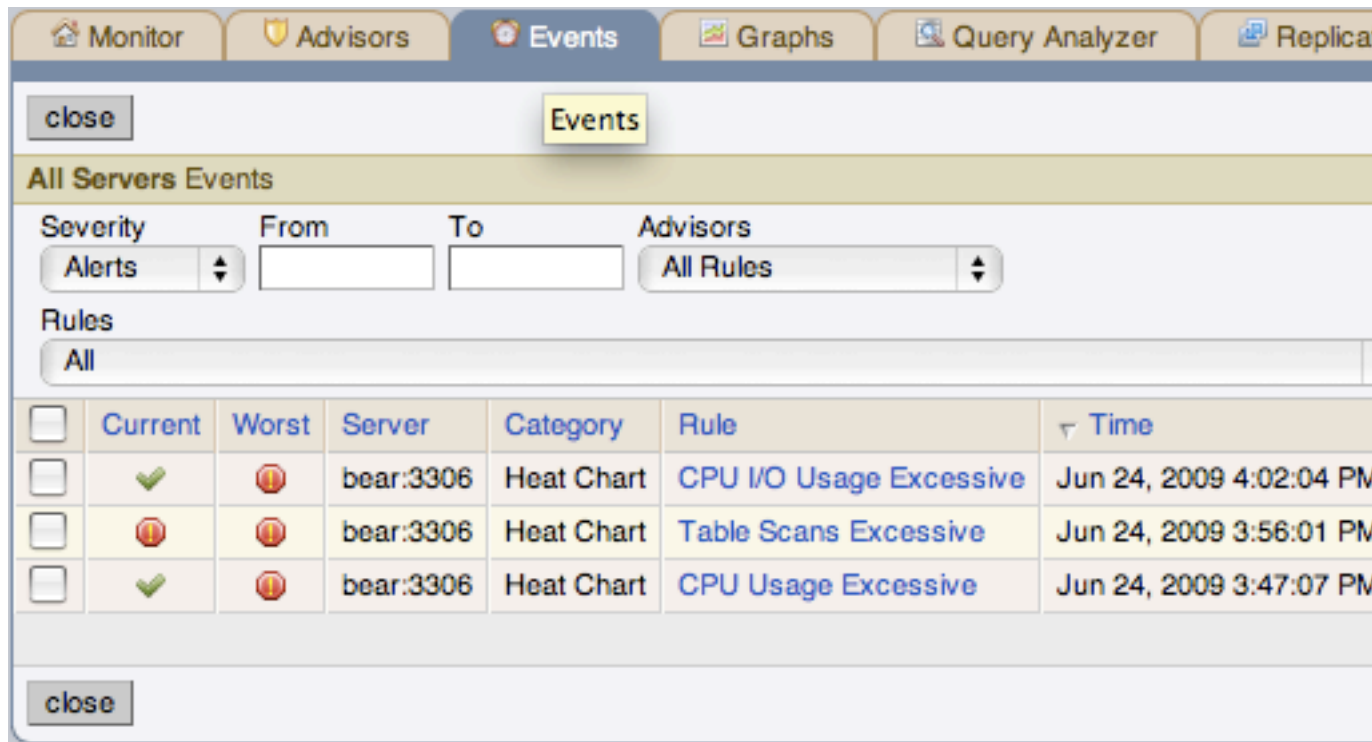 Monitor Advisors Events Graphs Query Analyzer
close
Events
All Servers Events
Severity From To Advisors
Alerts All Rules
Rules
All
Current Worst Server Category Rule Time
bear:3306 Heat Chart CPU I/O Usage Excessive Jun 24, 2009 4:02:04 PM
bear:3306 Heat Chart Table Scans Excessive Jun 24, 2009 3:56:01 PM
bear:3306 Heat Chart CPU Usage Excessive Jun 24, 2009 3:47:07 PM
close